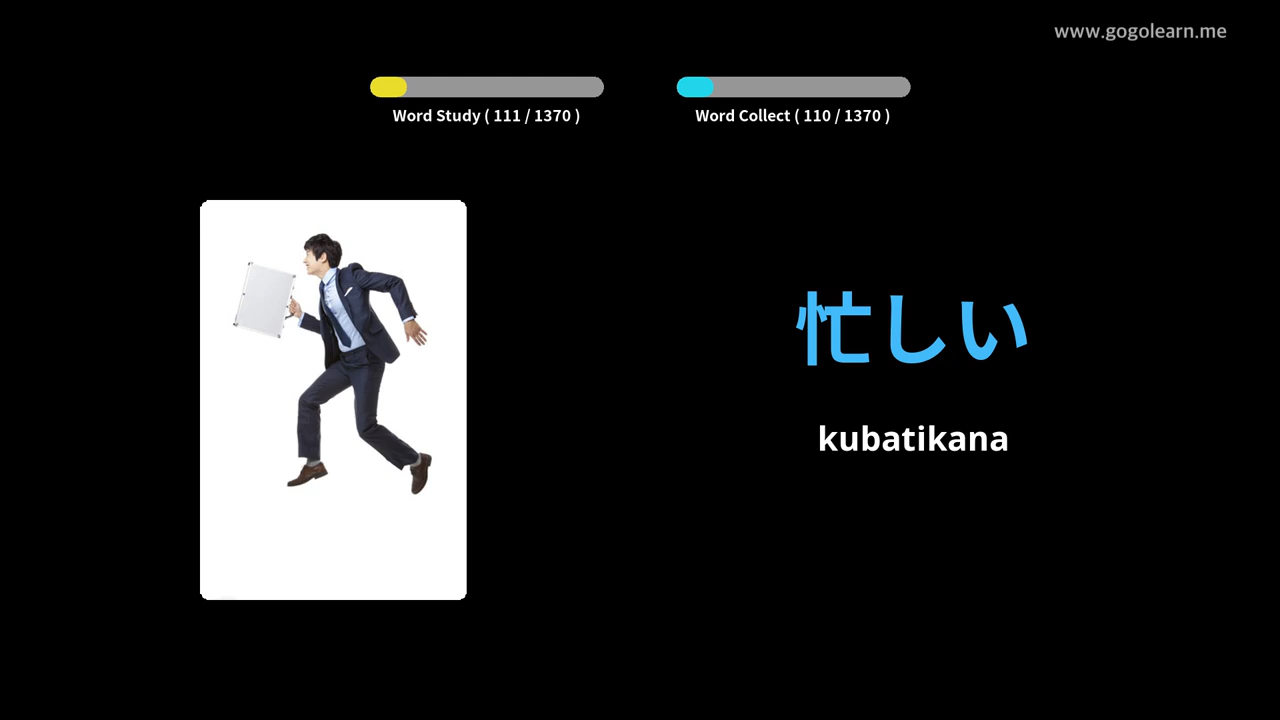 www.gogolearn.me
Word Study ( 111 / 1370 )
Word Collect ( 110 / 1370 )
忙しい
kubatikana